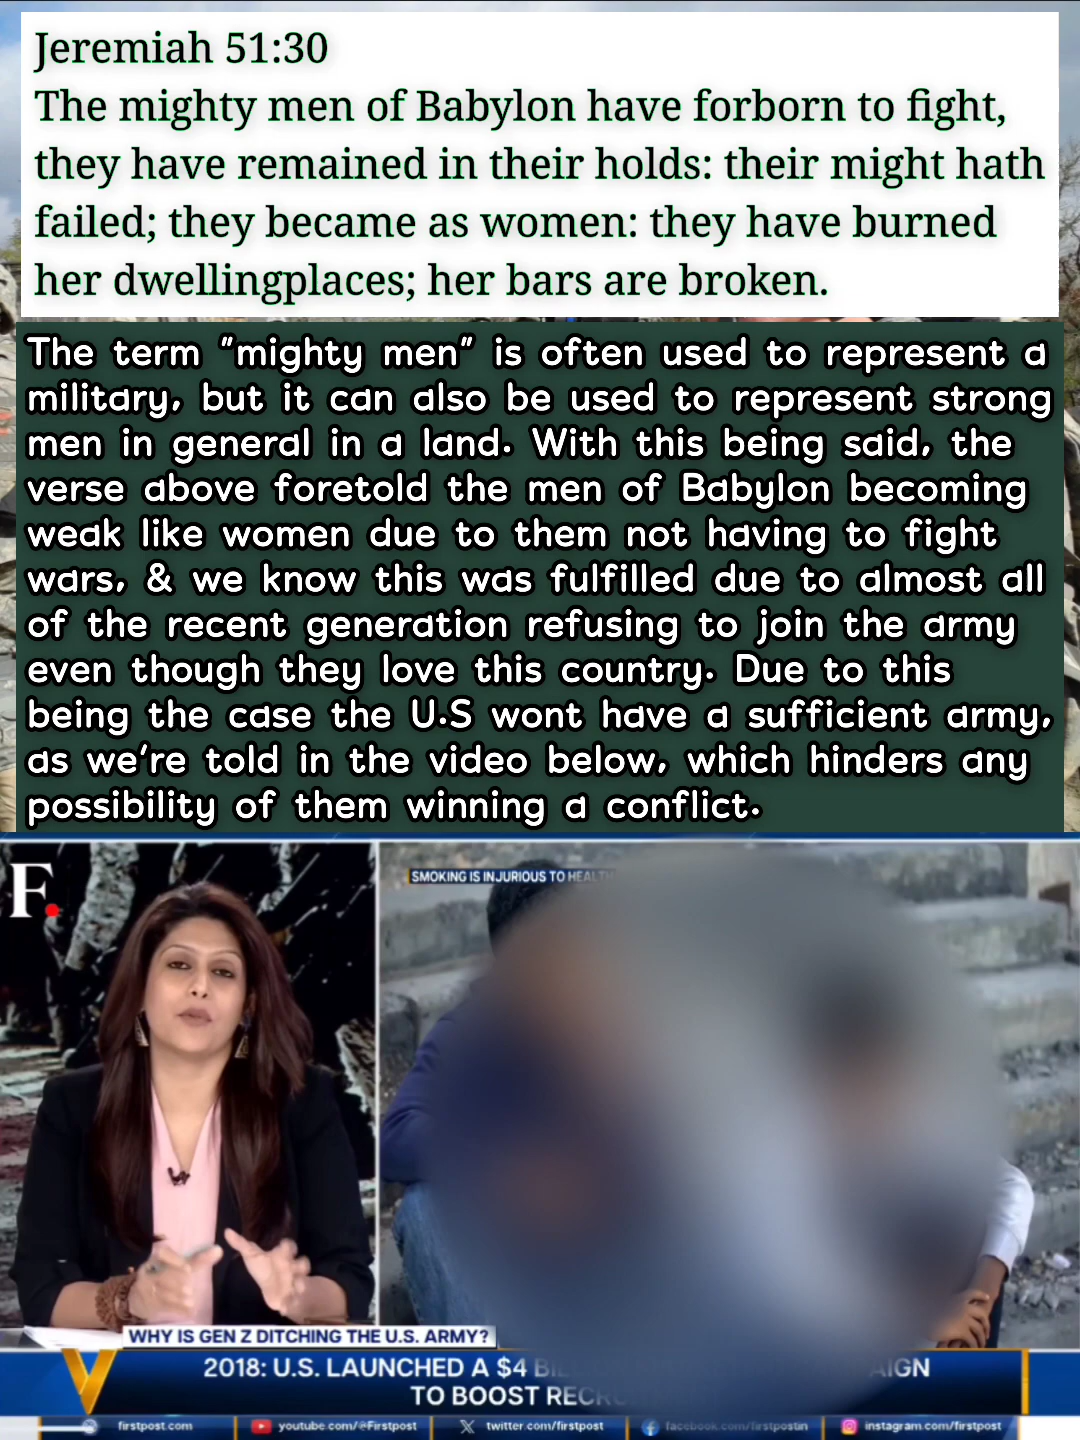 Jeremiah 51:30
The mighty men of Babylon have forborn to fight,
they have remained in their holds: their might hath
failed; they became as women: they have burned
her dwellingplaces; her bars are broken.
The term "mighty men" is often used to represent a
military, but it can also be used to represent strong
men in general in a land. With this being said, the
verse above foretold the men of Babylon becoming
weak like women due to them not having to fight
wars, & we know this was fulfilled due to almost all
of the recent generation refusing to join the army
even though they love this country. Due to this
being the case the U.S wont have a sufficient army,
as we're told in the video below, which hinders any
possibility of them winning a conflict.
F.
SMOKING IS INJURIOUS TO HEALTH
WHY IS GEN Z DITCHING THE U.S. ARMY?
2018: U.S. LAUNCHED A $4
TO BOOST
firstpost.com youtube.com/@Firstpost twitter.com/firstpost facebook.com/firstpostin instagram.com/firstpost